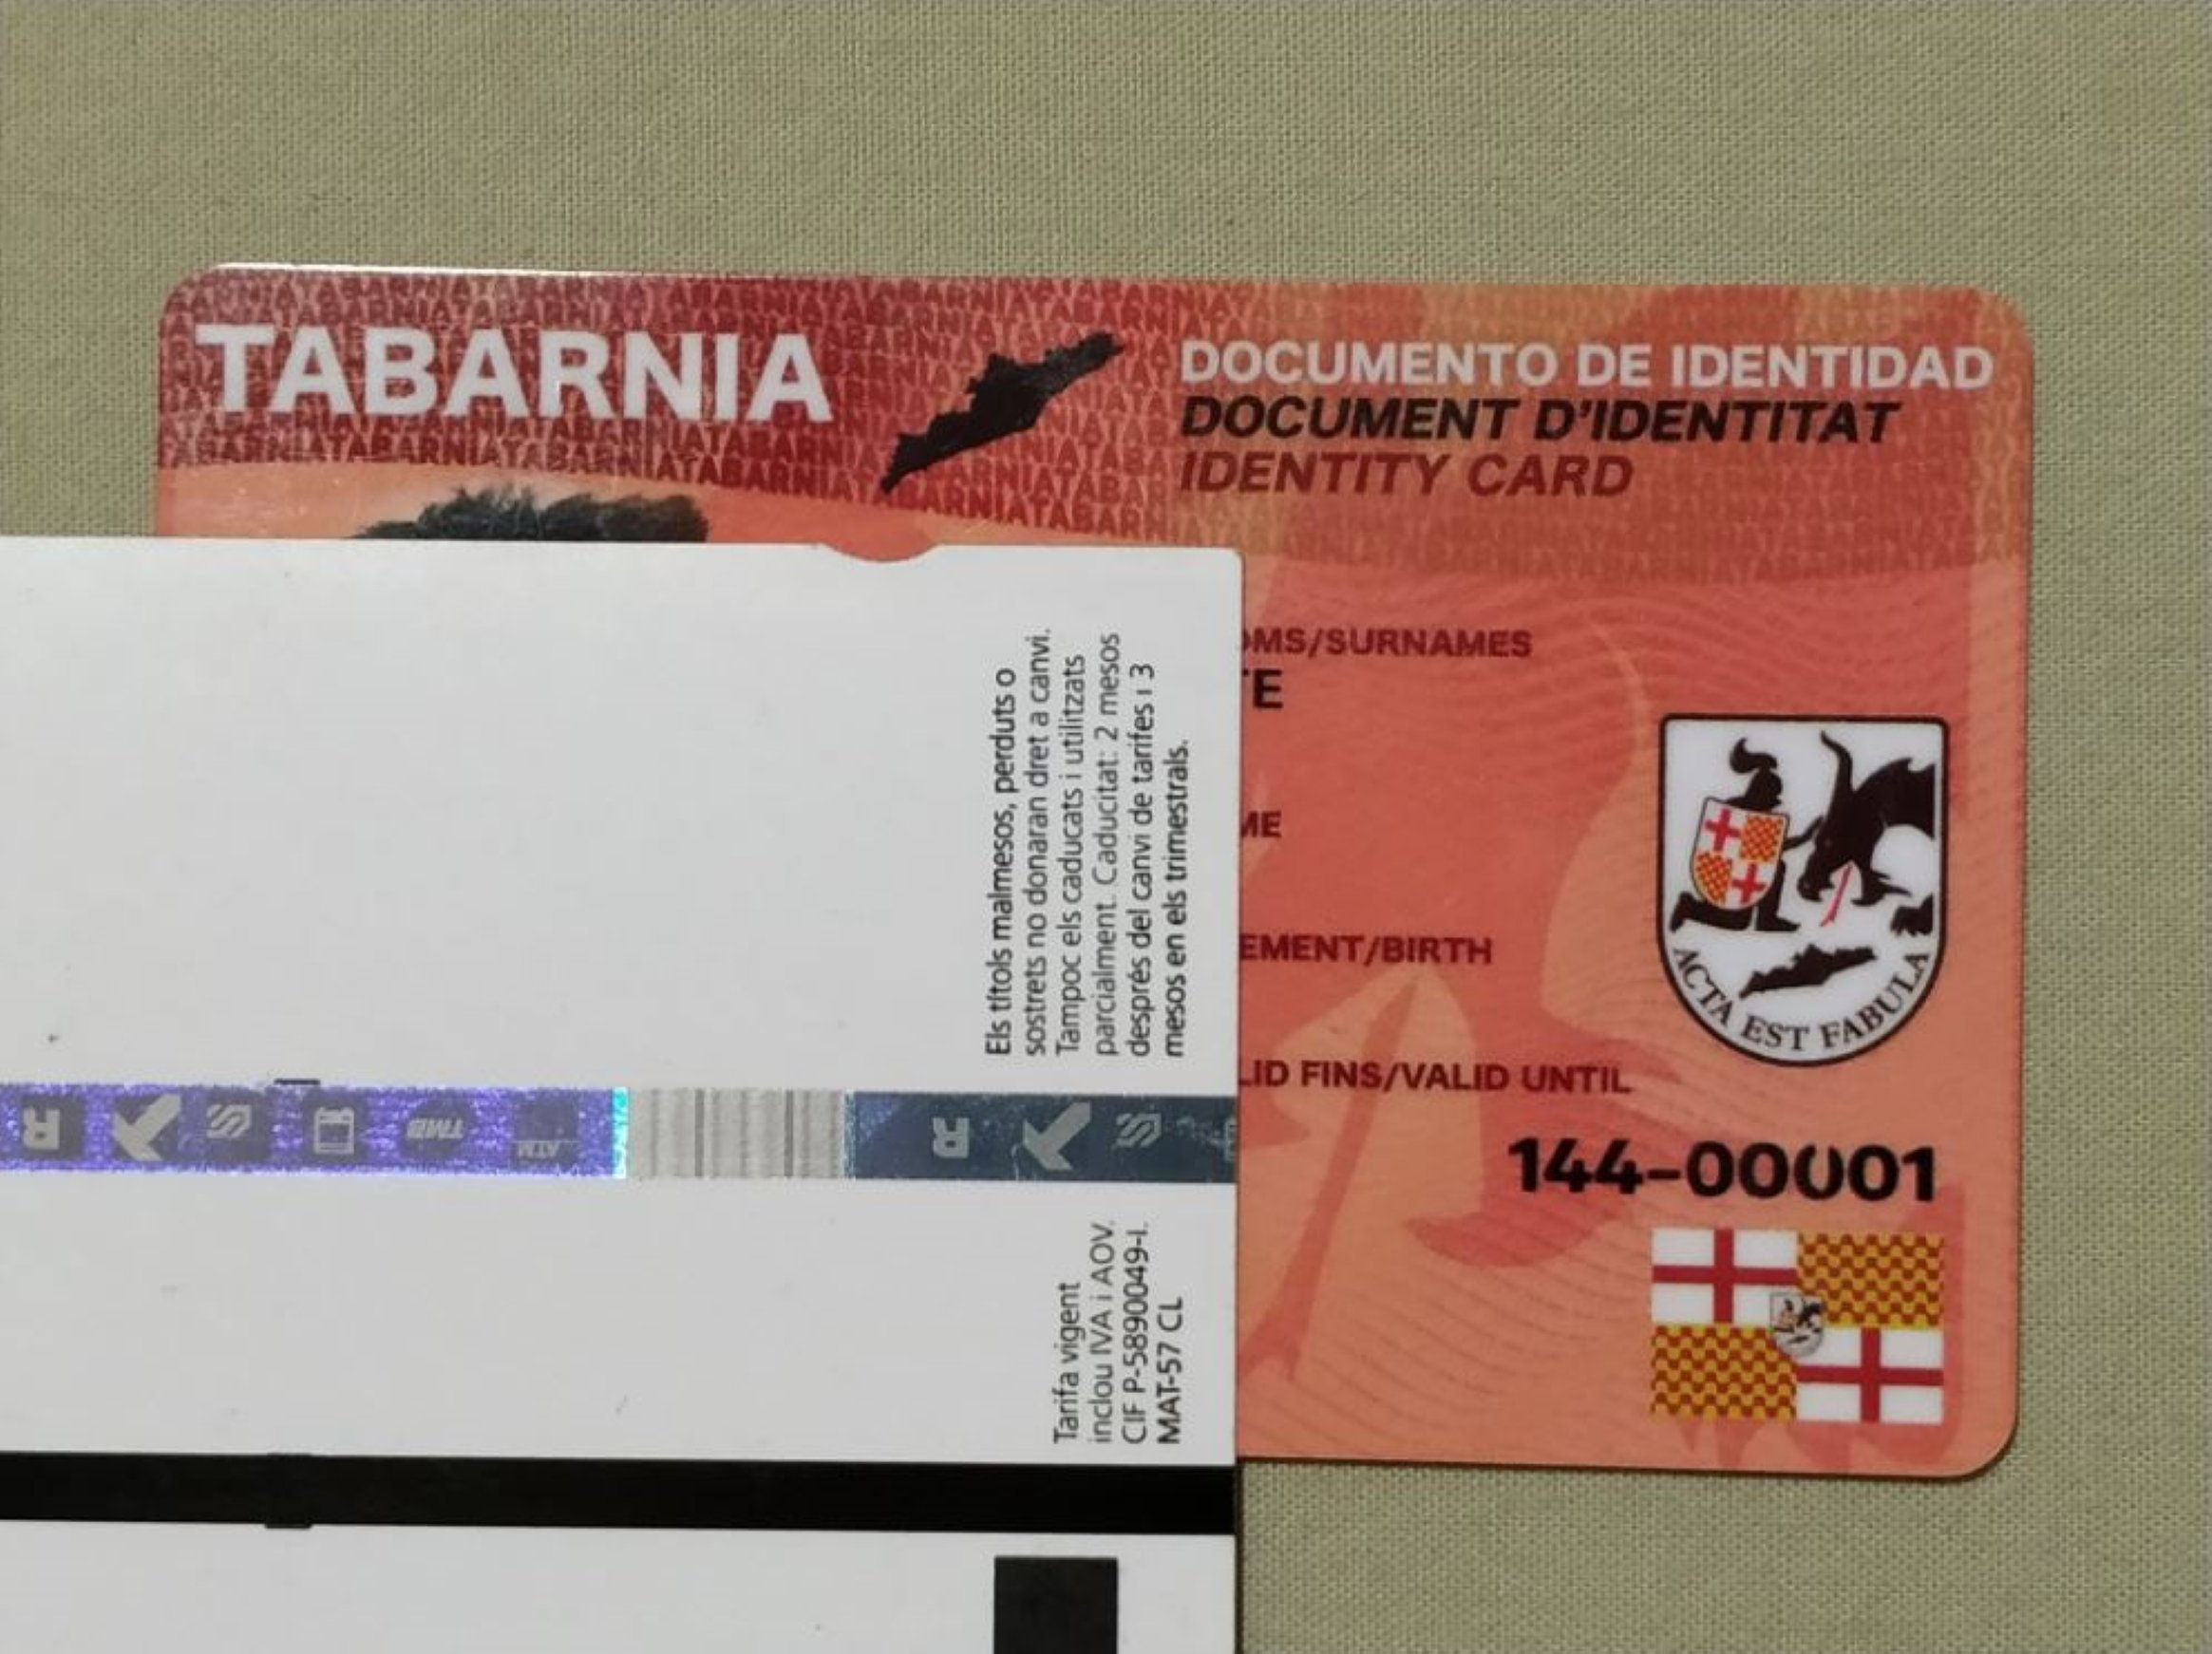 TABARNIA
DOCUMENTO DE IDENTIDAD
DOCUMENT D'IDENTITAT
IDENTITY CARD
OMS/SURNAMES
TE
ME
EMENT/BIRTH
LID FINS/VALID UNTIL
144-00001
ACTA EST FABULA
Els títols malmesos, perduts o
sostrets no donaran dret a canvi.
Tampoc els caducats i utilitzats
parcialment. Caducitat: 2 mesos
després del canvi de tarifes i 3
mesos en els trimestrals.
TMB
ATM
Tarifa vigent
inclou IVA i AOV.
CIF P-5890049-I.
MAT-57 CL